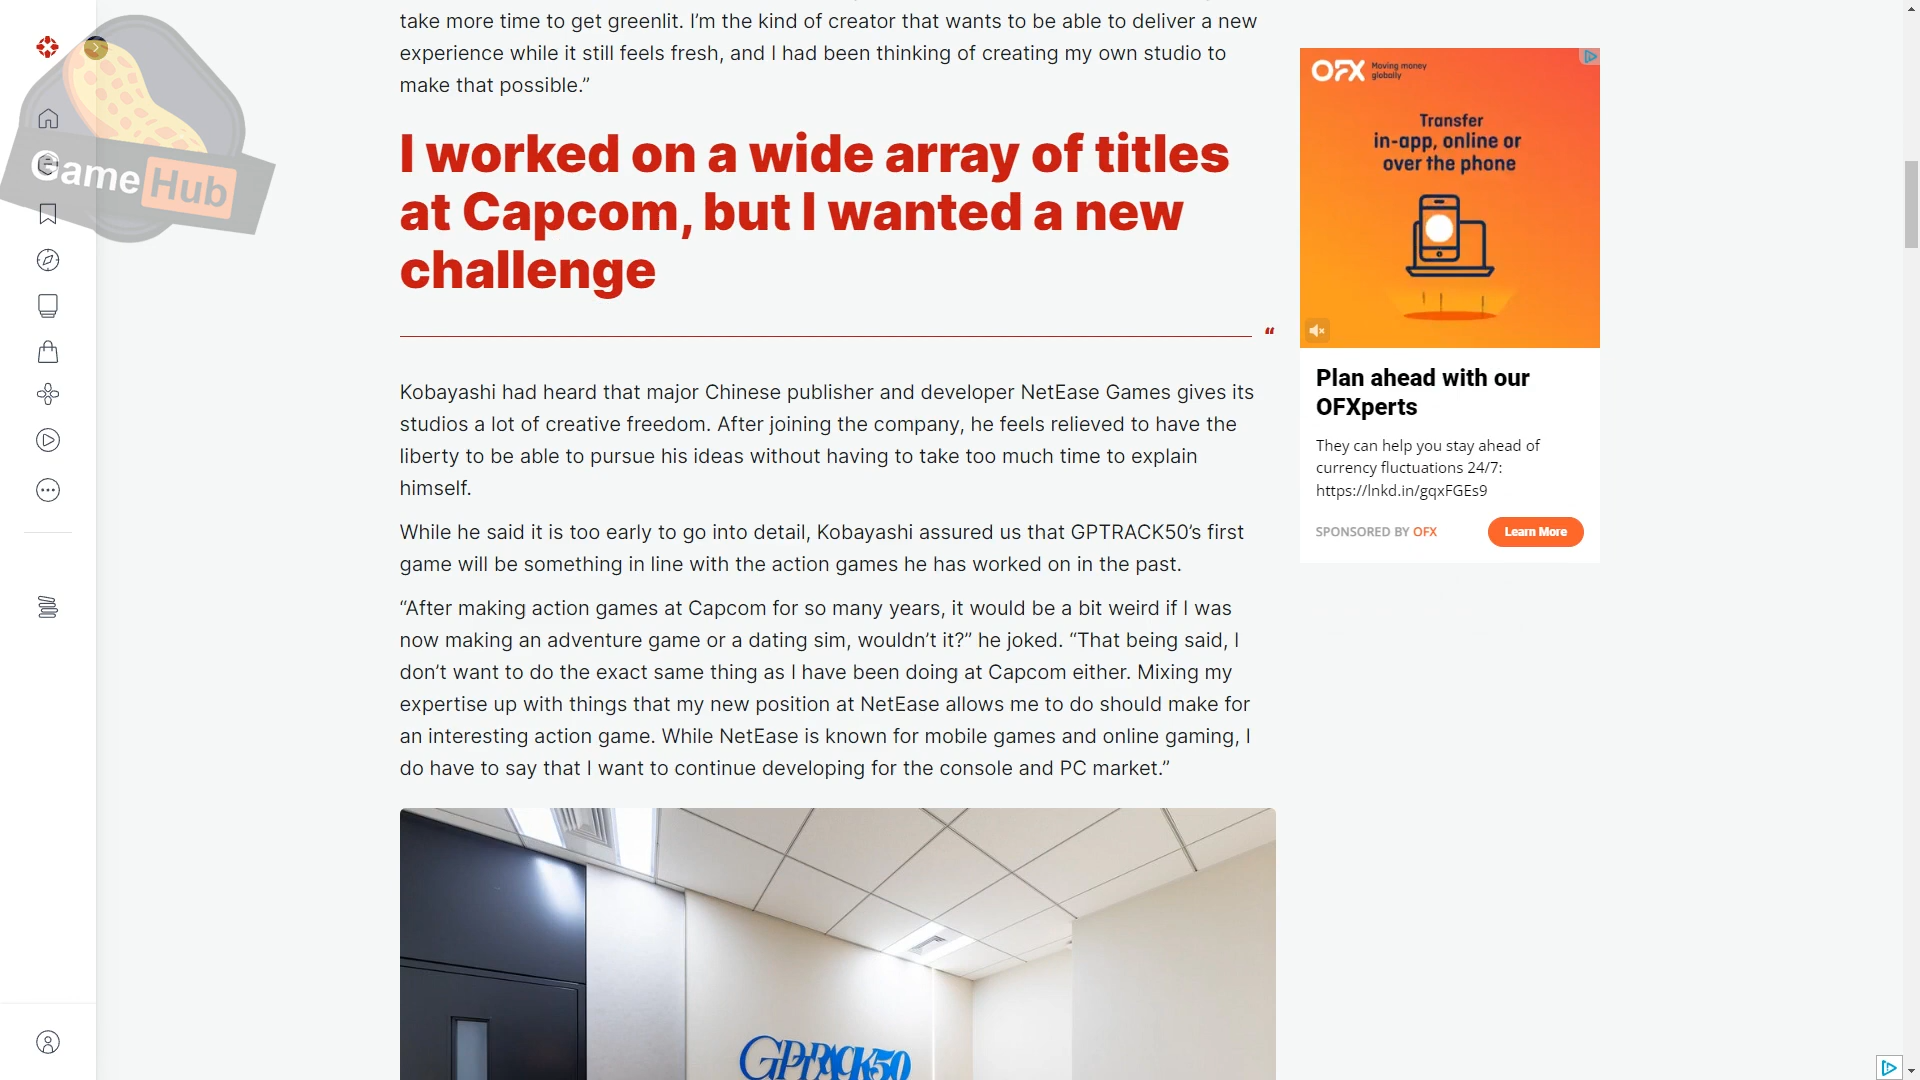 take more time to get greenlit. I’m the kind of creator that wants to be able to deliver a new
experience while it still feels fresh, and I had been thinking of creating my own studio to
make that possible.”
I worked on a wide array of titles
at Capcom, but I wanted a new
challenge
“
Kobayashi had heard that major Chinese publisher and developer NetEase Games gives its
studios a lot of creative freedom. After joining the company, he feels relieved to have the
liberty to be able to pursue his ideas without having to take too much time to explain
himself.
While he said it is too early to go into detail, Kobayashi assured us that GPTRACK50’s first
game will be something in line with the action games he has worked on in the past.
“After making action games at Capcom for so many years, it would be a bit weird if I was
now making an adventure game or a dating sim, wouldn’t it?” he joked. “That being said, I
don’t want to do the exact same thing as I have been doing at Capcom either. Mixing my
expertise up with things that my new position at NetEase allows me to do should make for
an interesting action game. While NetEase is known for mobile games and online gaming, I
do have to say that I want to continue developing for the console and PC market.”
GPTRACK50
GameHub
OFX Moving money
globally
Transfer
in-app, online or
over the phone
Plan ahead with our
OFXperts
They can help you stay ahead of
currency fluctuations 24/7:
https://lnkd.in/gqxFGEs9
SPONSORED BY OFX
Learn More